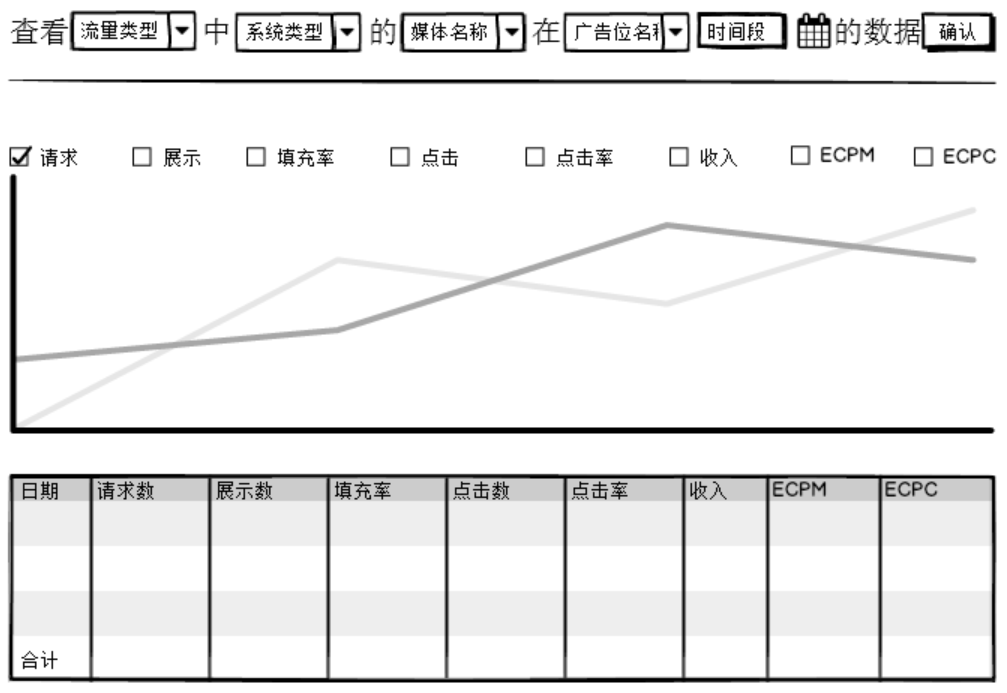 查看 流量类型 中 系统类型 的 媒体名称 在 广告位名 时间段 的数据 确认
请求 展示 填充率 点击 点击率 收入 ECPM ECPC
日期 请求数 展示数 填充率 点击数 点击率 收入 ECPM ECPC
合计